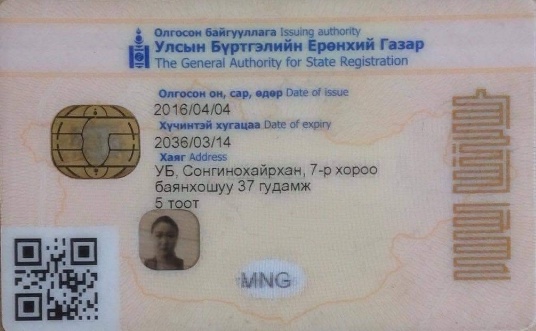 Олгосон байгууллага Issuing authority
Улсын Бүртгэлийн Ерөнхий Газар
The General Authority for State Registration
Олгосон он, сар, өдөр Date of issue
2016/04/04
Хүчинтэй хугацаа Date of expiry
2036/03/14
Хаяг Address
УБ, Сонгинохайрхан, 7-р хороо
баянхошуу 37 гудамж
5 тоот
MNG